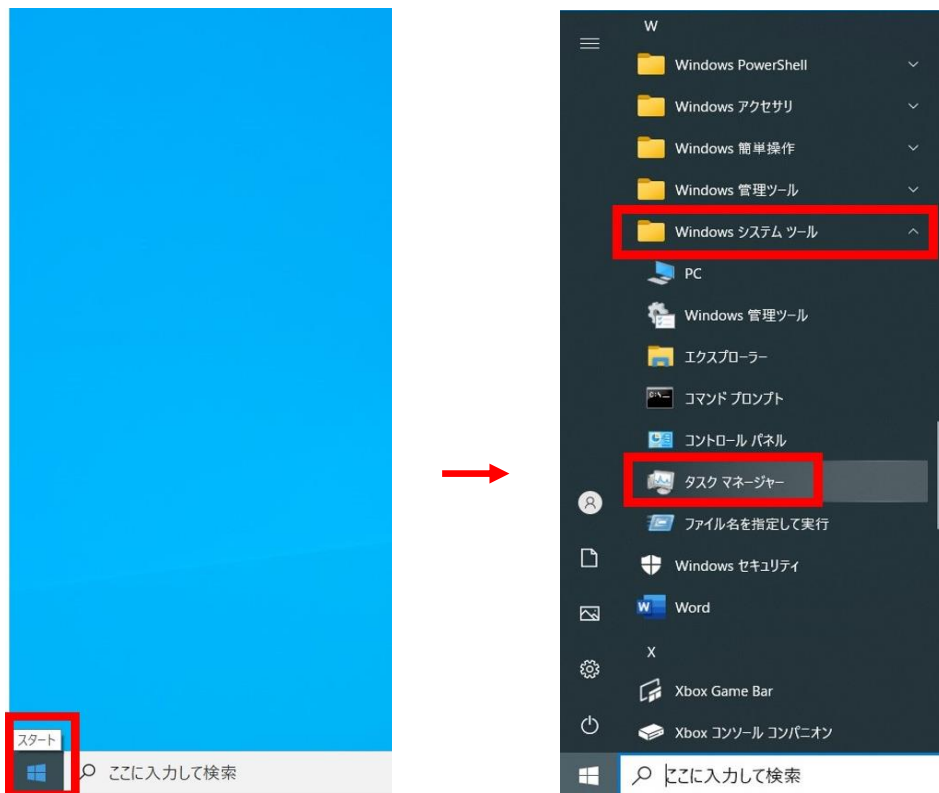 スタート
ここに入力して検索
W
Windows PowerShell
Windows アクセサリ
Windows 簡単操作
Windows 管理ツール
Windows システム ツール
PC
Windows 管理ツール
エクスプローラー
コマンド プロンプト
コントロール パネル
タスク マネージャー
ファイル名を指定して実行
Windows セキュリティ
Word
X
Xbox Game Bar
Xbox コンソール コンパニオン
ここに入力して検索